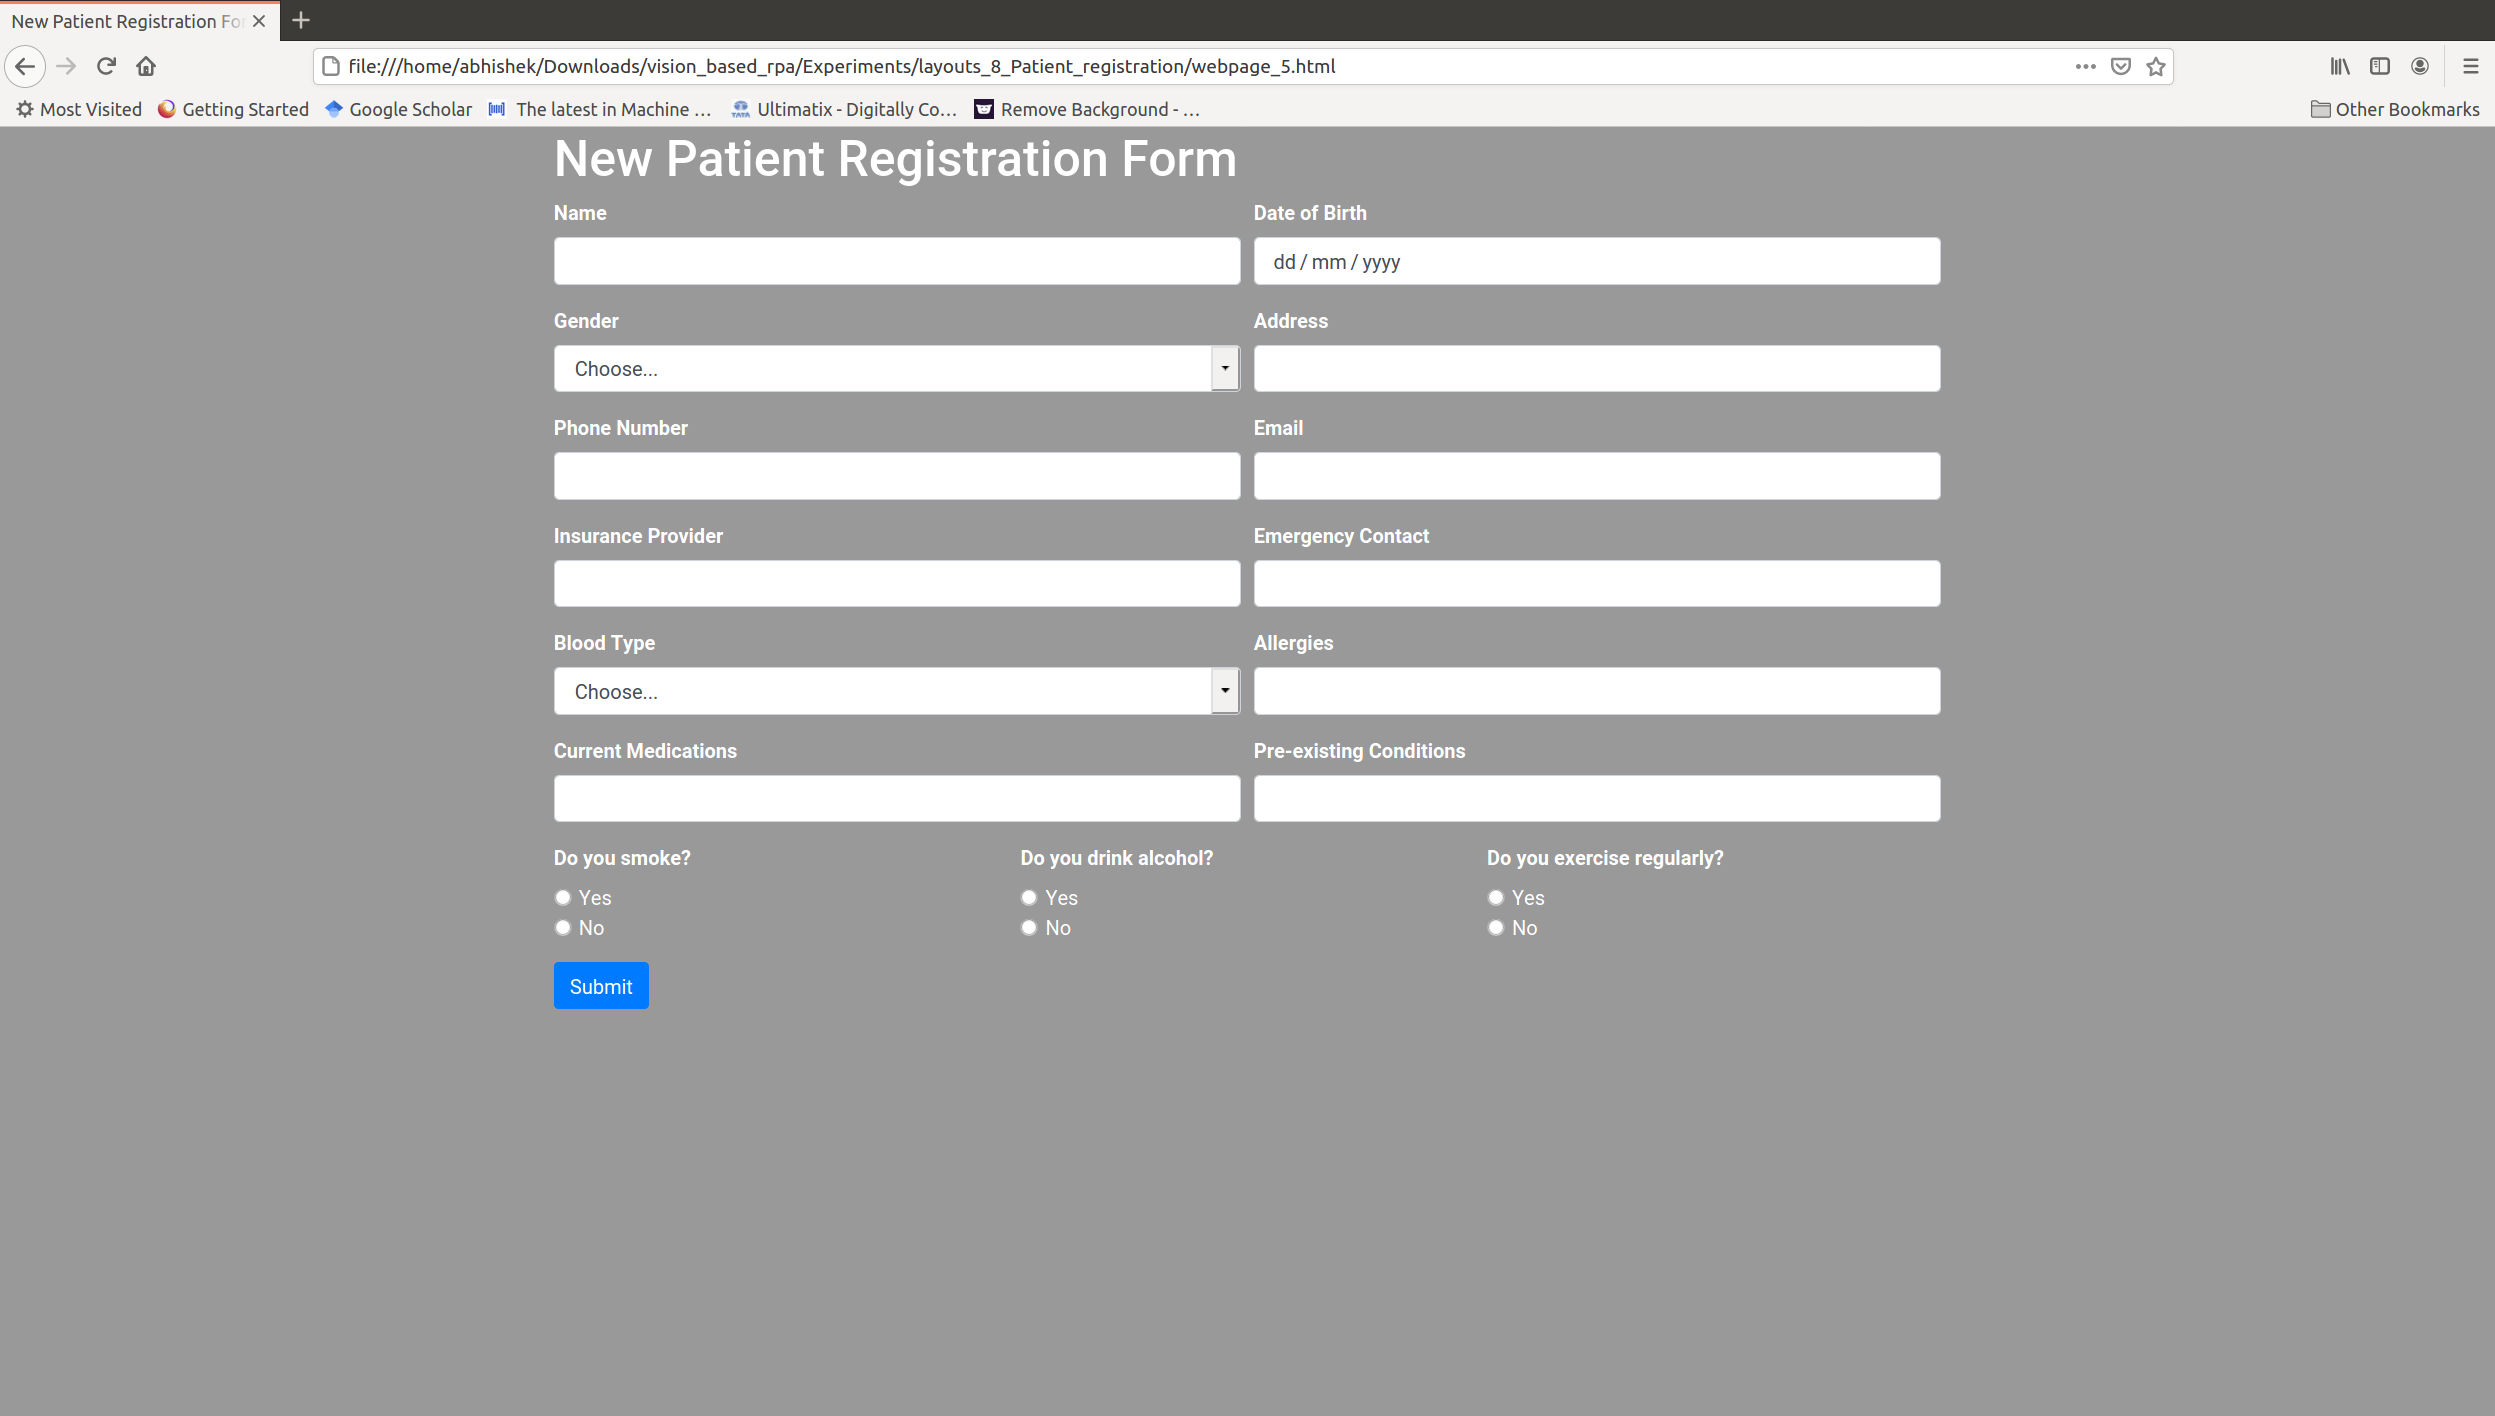 New Patient Registration Fo
file:///home/abhishek/Downloads/vision_based_rpa/Experiments/layouts_8_Patient_registration/webpage_5.html
Most Visited Getting Started Google Scholar The latest in Machine ... Ultimatix - Digitally Co... Remove Background - ... Other Bookmarks
New Patient Registration Form
Name Date of Birth
dd / mm / yyyy
Gender Address
Choose...
Phone Number Email
Insurance Provider Emergency Contact
Blood Type Allergies
Choose...
Current Medications Pre-existing Conditions
Do you smoke? Do you drink alcohol? Do you exercise regularly?
Yes Yes Yes
No No No
Submit